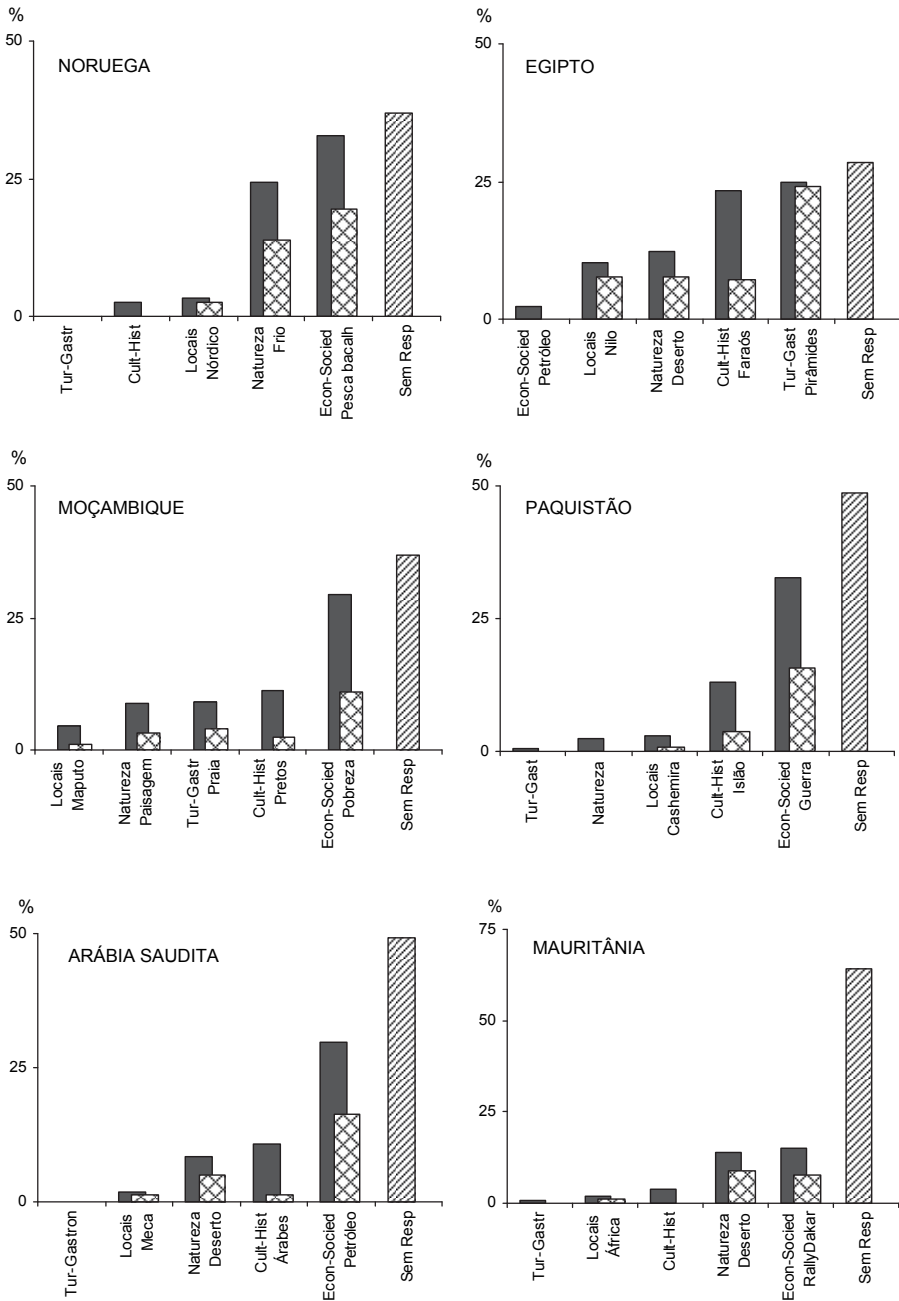 %
50
25
0
NORUEGA
Tur-Gastr
Cult-Hist
Locais
Nórdico
Natureza
Frio
Econ-Socied
Pesca bacalh
Sem Resp
%
50
25
0
EGIPTO
Econ-Socied
Petróleo
Locais
Nilo
Natureza
Deserto
Cult-Hist
Faraós
Tur-Gast
Pirâmides
Sem Resp
%
50
25
0
MOÇAMBIQUE
Locais
Maputo
Natureza
Paisagem
Tur-Gastr
Praia
Cult-Hist
Pretos
Econ-Socied
Pobreza
Sem Resp
%
50
25
0
PAQUISTÃO
Tur-Gast
Natureza
Locais
Cashemira
Cult-Hist
Islão
Econ-Socied
Guerra
Sem Resp
%
50
25
0
ARÁBIA SAUDITA
Tur-Gastron
Locais
Meca
Natureza
Deserto
Cult-Hist
Árabes
Econ-Socied
Petróleo
Sem Resp
%
75
50
25
0
MAURITÂNIA
Tur-Gastr
Locais
África
Cult-Hist
Natureza
Deserto
Econ-Socied
RallyDakar
Sem Resp